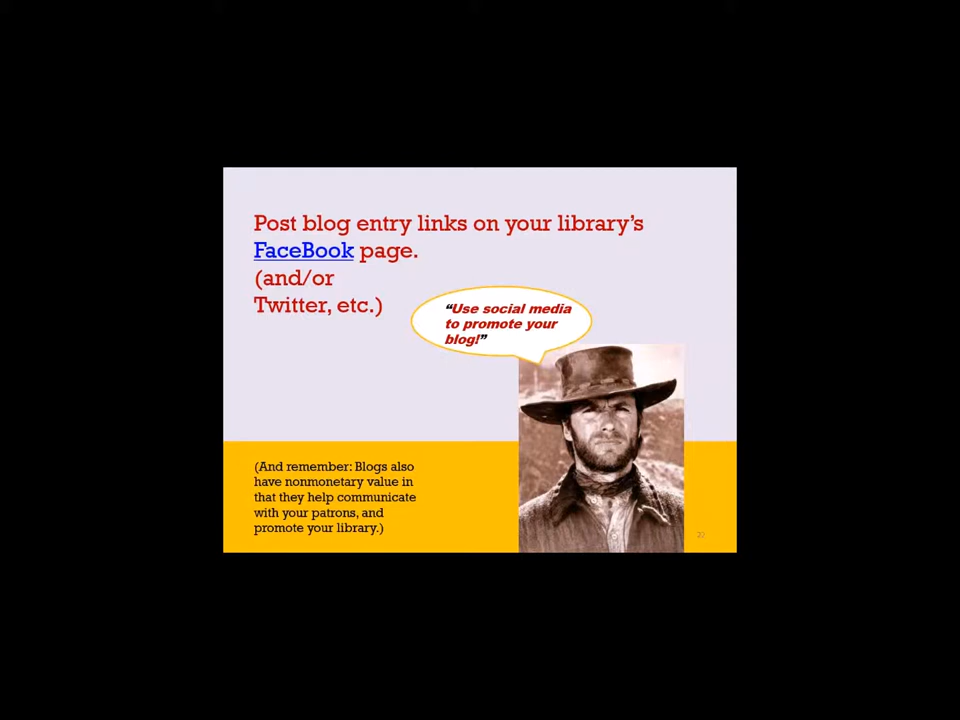 Post blog entry links on your library's
FaceBook page.
(and/or
Twitter, etc.)
“Use social media
to promote your
blog!”
(And remember: Blogs also
have nonmonetary value in
that they help communicate
with your patrons, and
promote your library.)